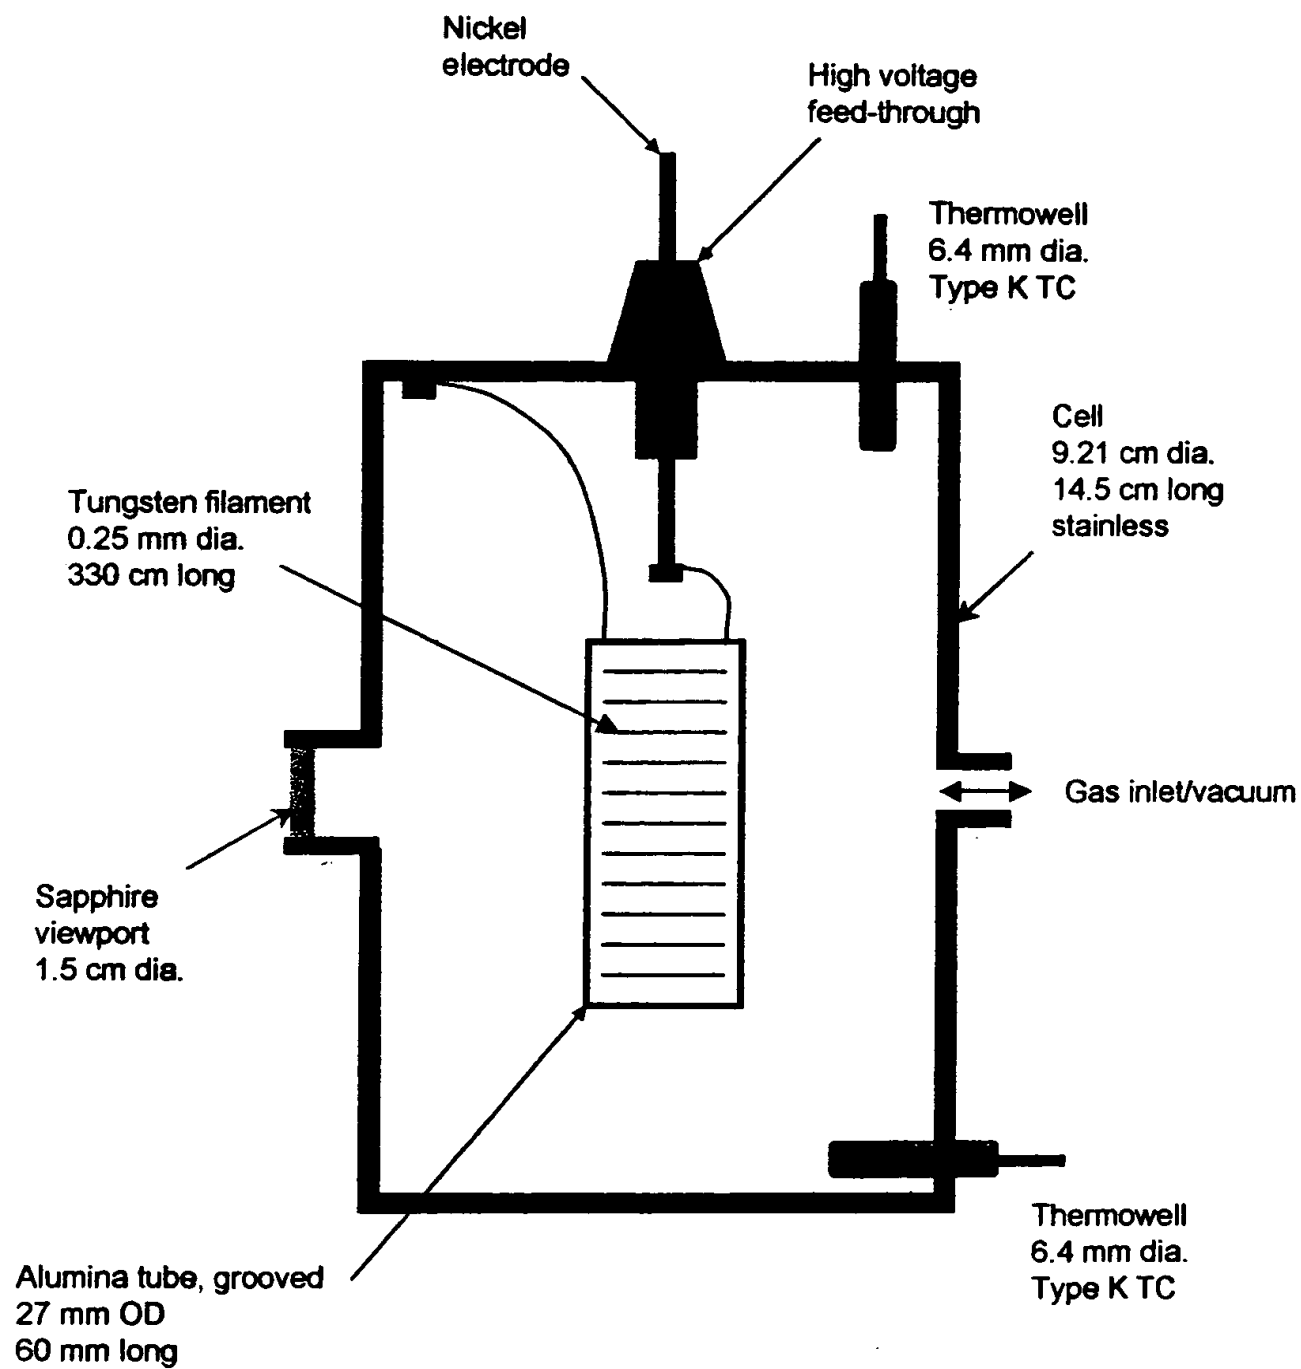 Nickel
electrode
High voltage
feed-through
Thermowell
6.4 mm dia.
Type K TC
Cell
9.21 cm dia.
14.5 cm long
stainless
Tungsten filament
0.25 mm dia.
330 cm long
Gas inlet/vacuum
Sapphire
viewport
1.5 cm dia.
Thermowell
6.4 mm dia.
Type K TC
Alumina tube, grooved
27 mm OD
60 mm long